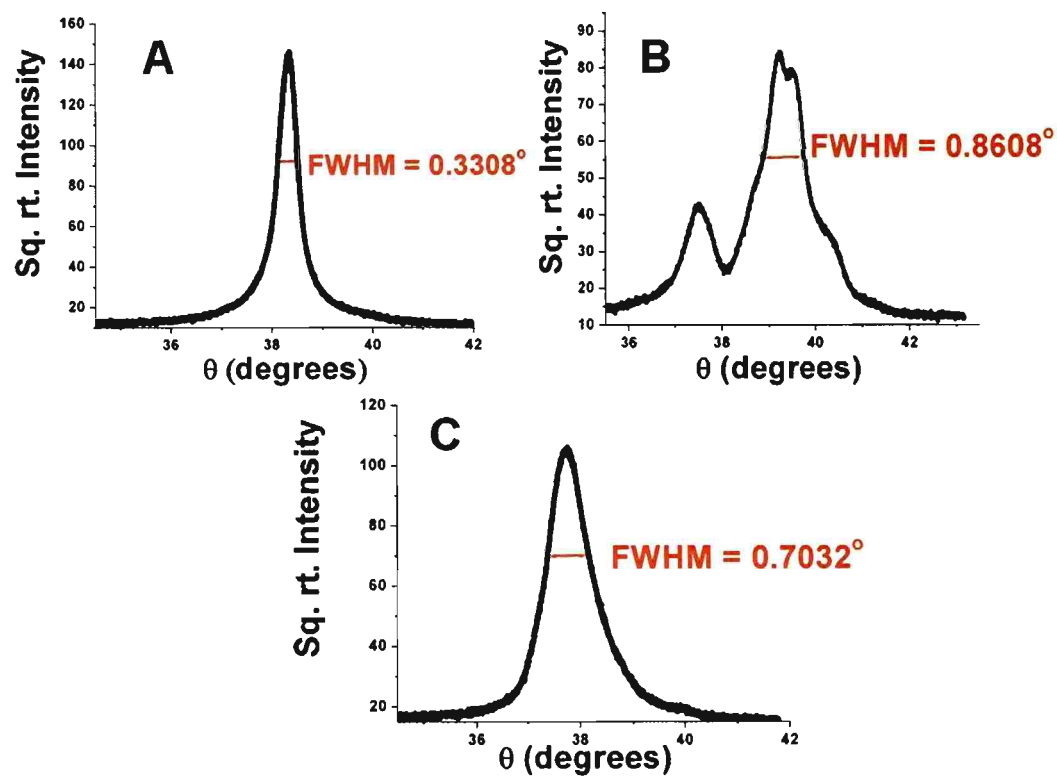 A
Sq. rt. Intensity
160
140
120
100
80
60
40
20
FWHM = 0.3308°
36 38 40 42
θ (degrees)
B
Sq. rt. Intensity
90
80
70
60
50
40
30
20
10
FWHM = 0.8608°
36 38 40 42
θ (degrees)
C
Sq. rt. Intensity
120
100
80
60
40
20
FWHM = 0.7032°
36 38 40 42
θ (degrees)